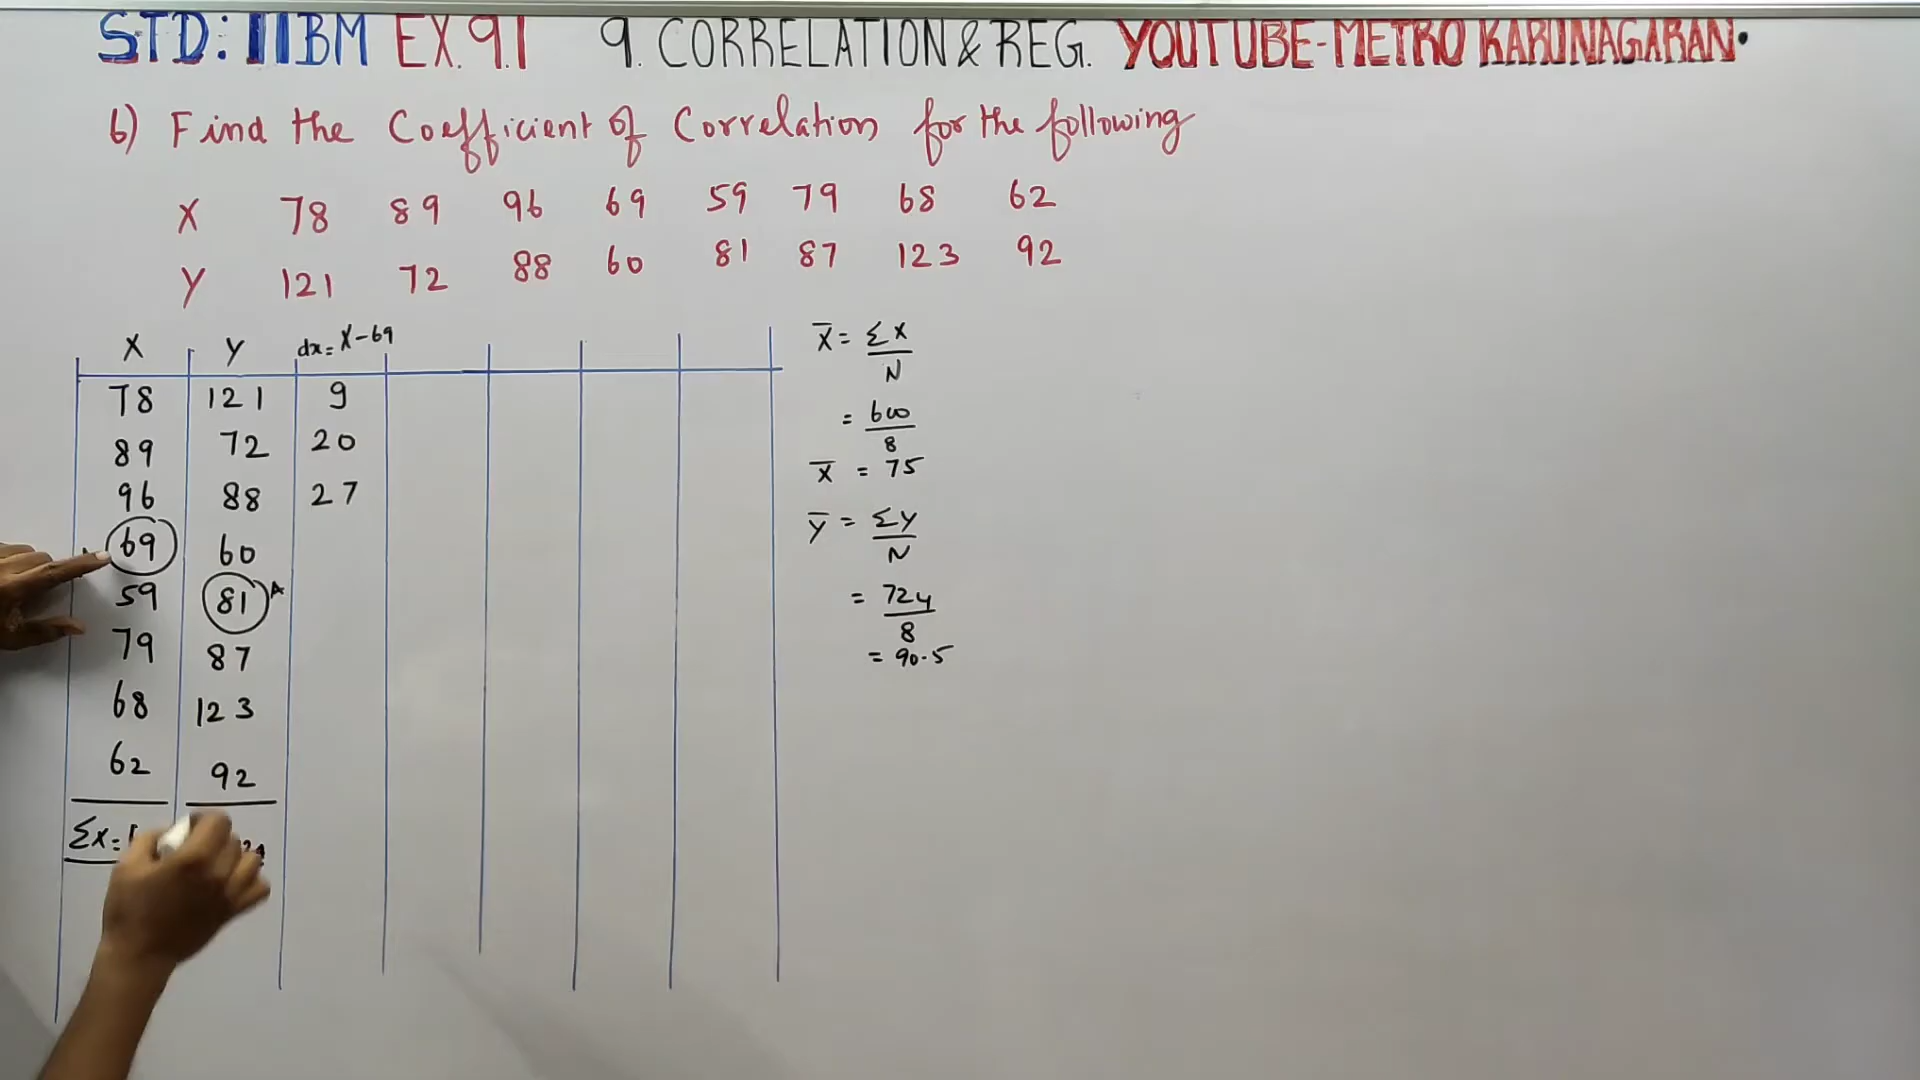 STD: 11BM EX. 9.1 9. CORRELATION & REG. YOUTUBE-METRO KARUNAGARAN.
6) Find the Coefficient of Correlation for the following
X 78 89 96 69 59 79 68 62
Y 121 72 88 60 81 87 123 92
X Y dx = X-69
78 121 9
89 72 20
96 88 27
69 60
59 81 A
79 87
68 123
62 92
ΣX =
X̄ = ΣX
N
= 600
8
X̄ = 75
Ȳ = ΣY
N
= 724
8
= 90.5